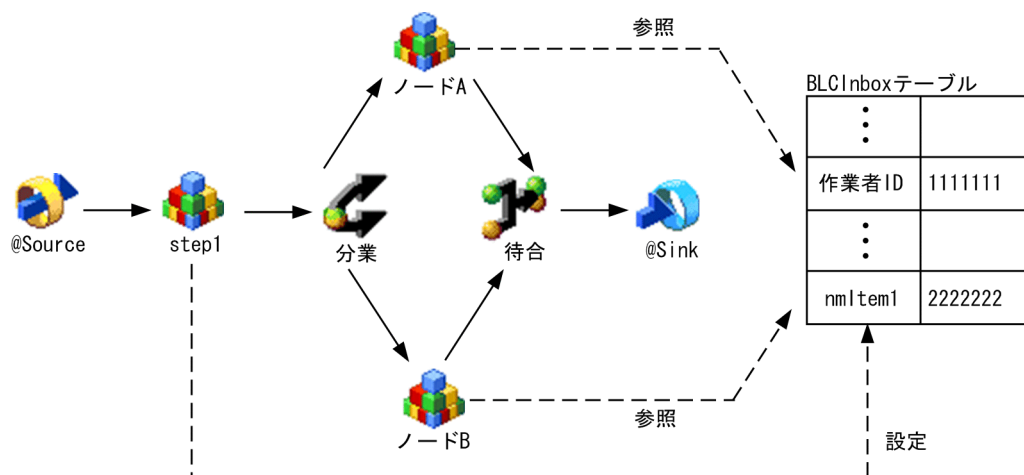 参照
ノードA
BLCInboxテーブル
⋮
作業者ID 1111111
⋮
nmItem1 2222222
@Source
step1
分業
待合
@Sink
ノードB
参照
設定